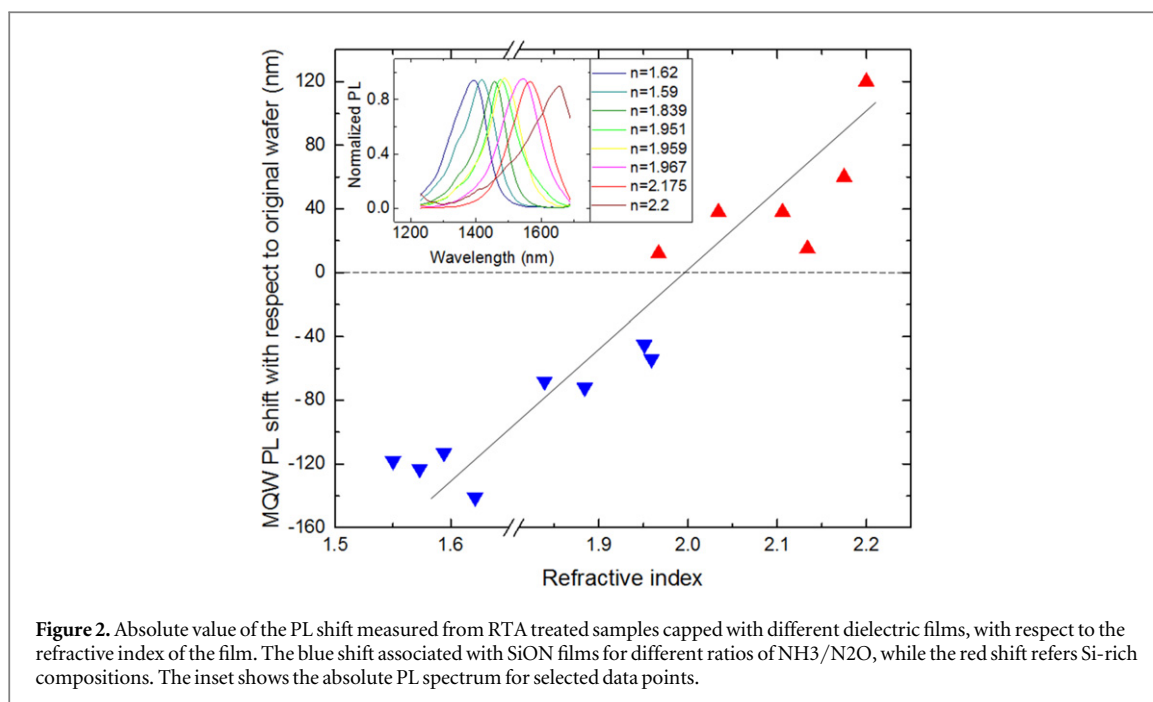 MQW PL shift with respect to original wafer (nm)
120
80
40
0
-40
-80
-120
-160
Normalized PL
0.8
0.4
0.0
1200 1400 1600
Wavelength (nm)
n=1.62
n=1.59
n=1.839
n=1.951
n=1.959
n=1.967
n=2.175
n=2.2
1.5 1.6 1.9 2.0 2.1 2.2
Refractive index
Figure 2. Absolute value of the PL shift measured from RTA treated samples capped with different dielectric films, with respect to the
refractive index of the film. The blue shift associated with SiON films for different ratios of NH3/N2O, while the red shift refers Si-rich
compositions. The inset shows the absolute PL spectrum for selected data points.